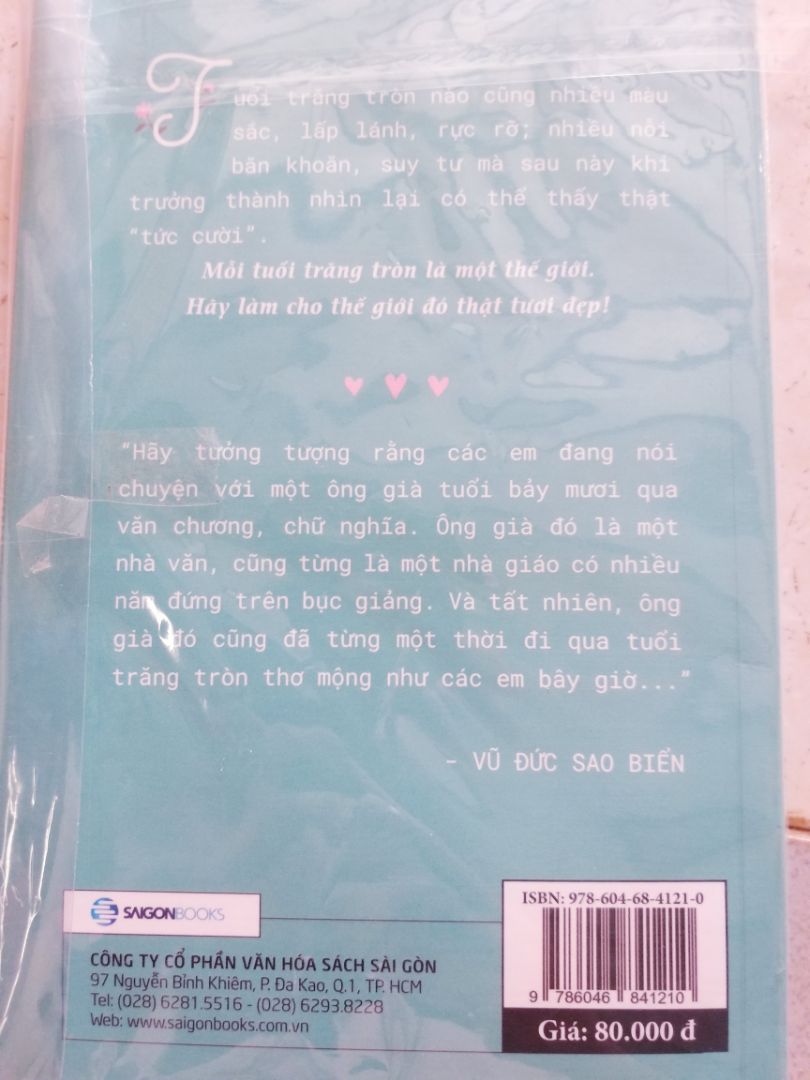 Tuổi trăng tròn nào cũng nhiều màu
sắc, lấp lánh, rực rỡ; nhiều nỗi
băn khoăn, suy tư mà sau này khi
trưởng thành nhìn lại có thể thấy thật
“tức cười”.
Mỗi tuổi trăng tròn là một thế giới.
Hãy làm cho thế giới đó thật tươi đẹp!
“Hãy tưởng tượng rằng các em đang nói
chuyện với một ông già tuổi bảy mươi qua
văn chương, chữ nghĩa. Ông già đó là một
nhà văn, cũng từng là một nhà giáo có nhiều
năm đứng trên bục giảng. Và tất nhiên, ông
già đó cũng đã từng một thời đi qua tuổi
trăng tròn thơ mộng như các em bây giờ...”
- VŨ ĐỨC SAO BIỂN
SAIGONBOOKS
CÔNG TY CỔ PHẦN VĂN HÓA SÁCH SÀI GÒN
97 Nguyễn Bỉnh Khiêm, P. Đa Kao, Q.1, TP. HCM
Tel: (028) 6281.5516 - (028) 6293.8228
Web: www.saigonbooks.com.vn
ISBN: 978-604-68-4121-0
9 786046 841210
Giá: 80.000 đ